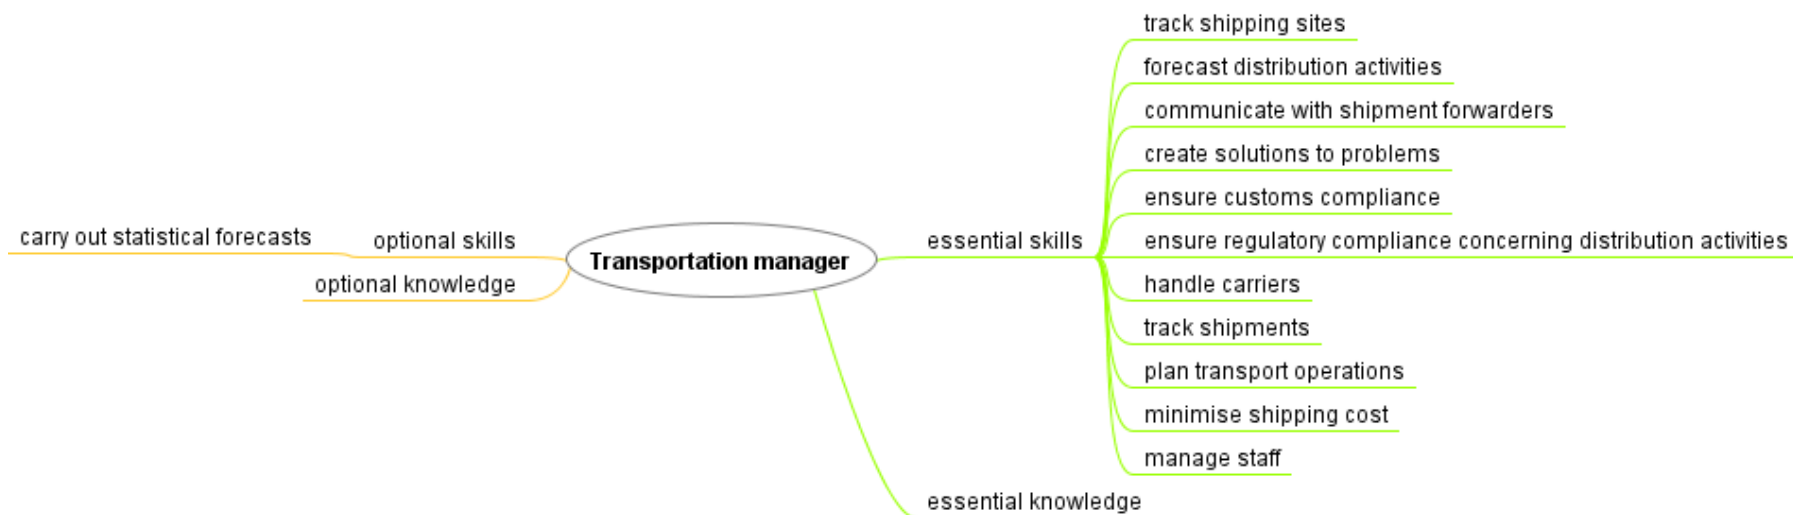 track shipping sites
forecast distribution activities
communicate with shipment forwarders
create solutions to problems
ensure customs compliance
carry out statistical forecasts
optional skills
Transportation manager
essential skills
ensure regulatory compliance concerning distribution activities
optional knowledge
handle carriers
track shipments
plan transport operations
minimise shipping cost
manage staff
essential knowledge